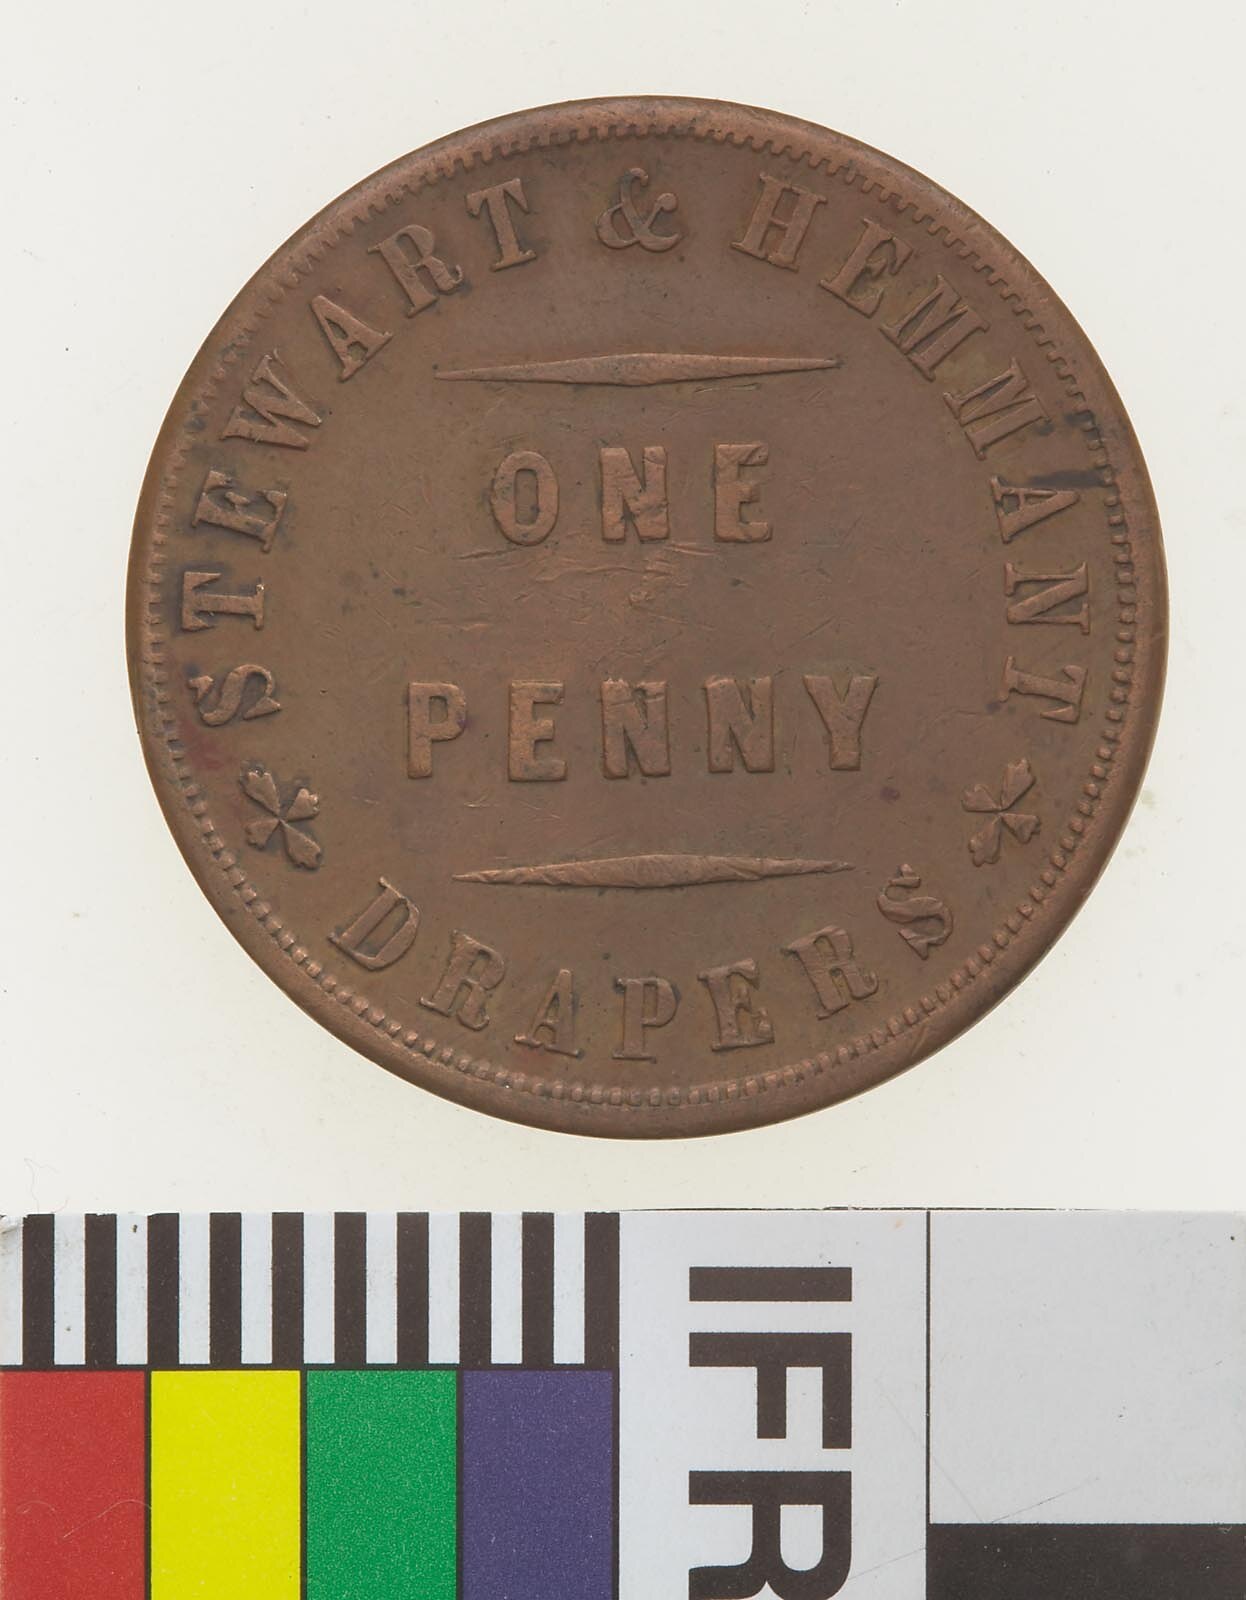 STEWART & HEMMANT
ONE
PENNY
DRAPERS
IFR